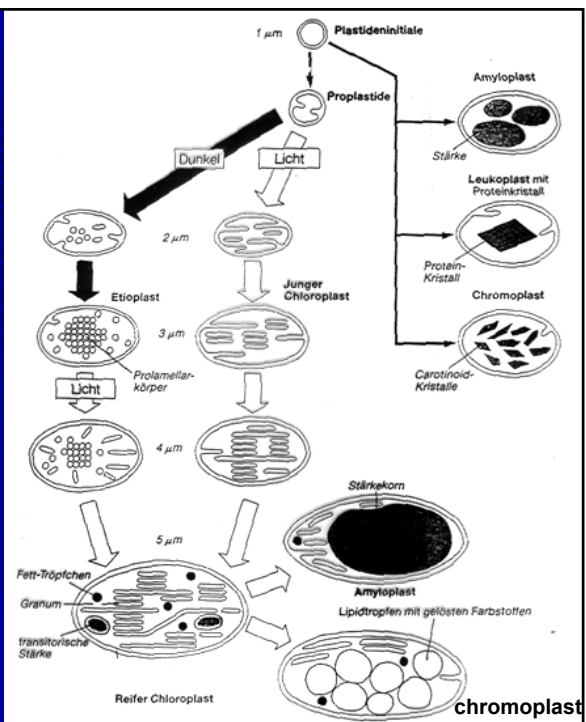 1 µm
Plastideninitiale
Proplastide
Amyloplast
Stärke
Dunkel
Licht
Leukoplast mit
Proteinkristall
2 µm
Protein-
Kristall
Etioplast
Junger
Chloroplast
Chromoplast
3 µm
Prolamellar-
körper
Carotinoid-
Kristalle
Licht
4 µm
Stärkekorn
5 µm
Fett-Tröpfchen
Granum
transitorische
Stärke
Amyloplast
Lipidtropfen mit gelösten Farbstoffen
Reifer Chloroplast
chromoplast